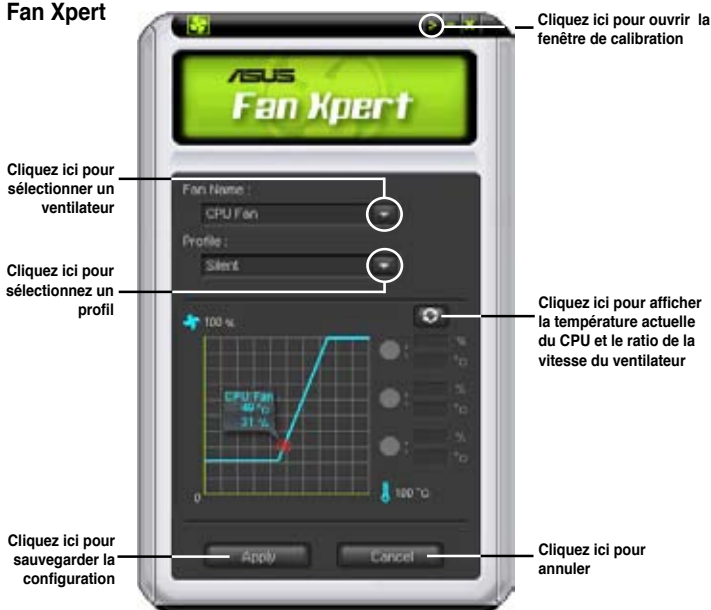 Fan Xpert
Cliquez ici pour ouvrir la
fenêtre de calibration
ASUS
Fan Xpert
Cliquez ici pour
sélectionner un
ventilateur
Fan Name :
CPU Fan
Profile :
Silent
Cliquez ici pour
sélectionnez un
profil
Cliquez ici pour afficher
la température actuelle
du CPU et le ratio de la
vitesse du ventilateur
100 %
CPU Fan
49 °C
31 %
0
100 °C
: %
°C
: %
°C
: %
°C
Cliquez ici pour
sauvegarder la
configuration
Apply
Cancel
Cliquez ici pour
annuler